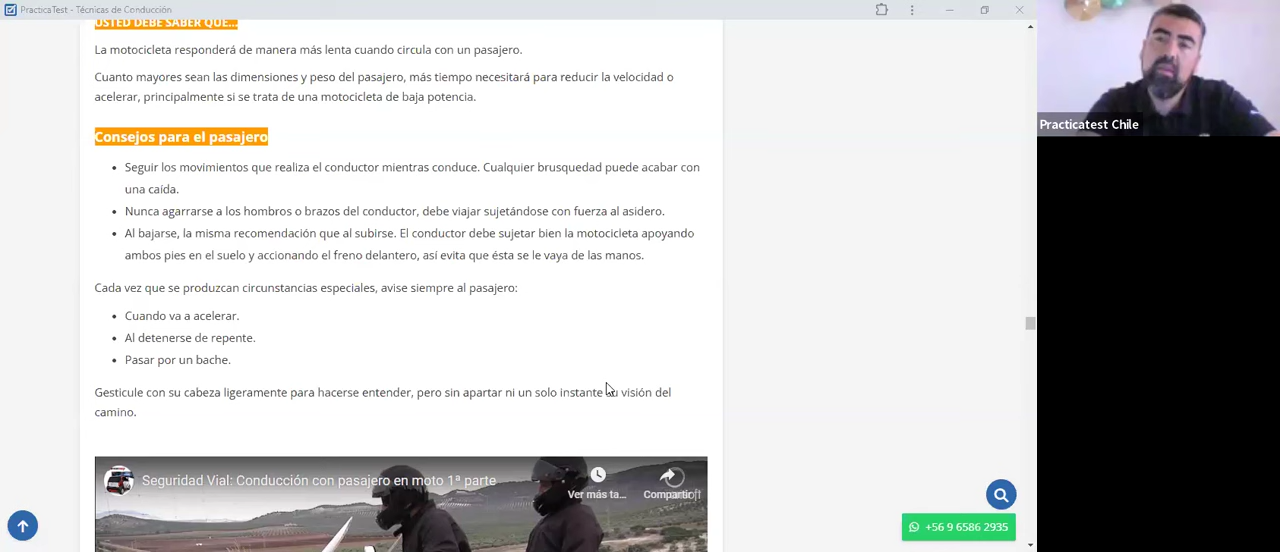 PracticaTest - Técnicas de Conducción
USTED DEBE SABER QUE...
La motocicleta responderá de manera más lenta cuando circula con un pasajero.
Cuanto mayores sean las dimensiones y peso del pasajero, más tiempo necesitará para reducir la velocidad o
acelerar, principalmente si se trata de una motocicleta de baja potencia.
Consejos para el pasajero
Seguir los movimientos que realiza el conductor mientras conduce. Cualquier brusquedad puede acabar con
una caída.
Nunca agarrarse a los hombros o brazos del conductor, debe viajar sujetándose con fuerza al asidero.
Al bajarse, la misma recomendación que al subirse. El conductor debe sujetar bien la motocicleta apoyando
ambos pies en el suelo y accionando el freno delantero, así evita que ésta se le vaya de las manos.
Cada vez que se produzcan circunstancias especiales, avise siempre al pasajero:
Cuando va a acelerar.
Al detenerse de repente.
Pasar por un bache.
Gesticule con su cabeza ligeramente para hacerse entender, pero sin apartar ni un solo instante su visión del
camino.
Seguridad Vial: Conducción con pasajero en moto 1ª parte
Ver más ta...
Compartir
+56 9 6586 2935
Practicatest Chile